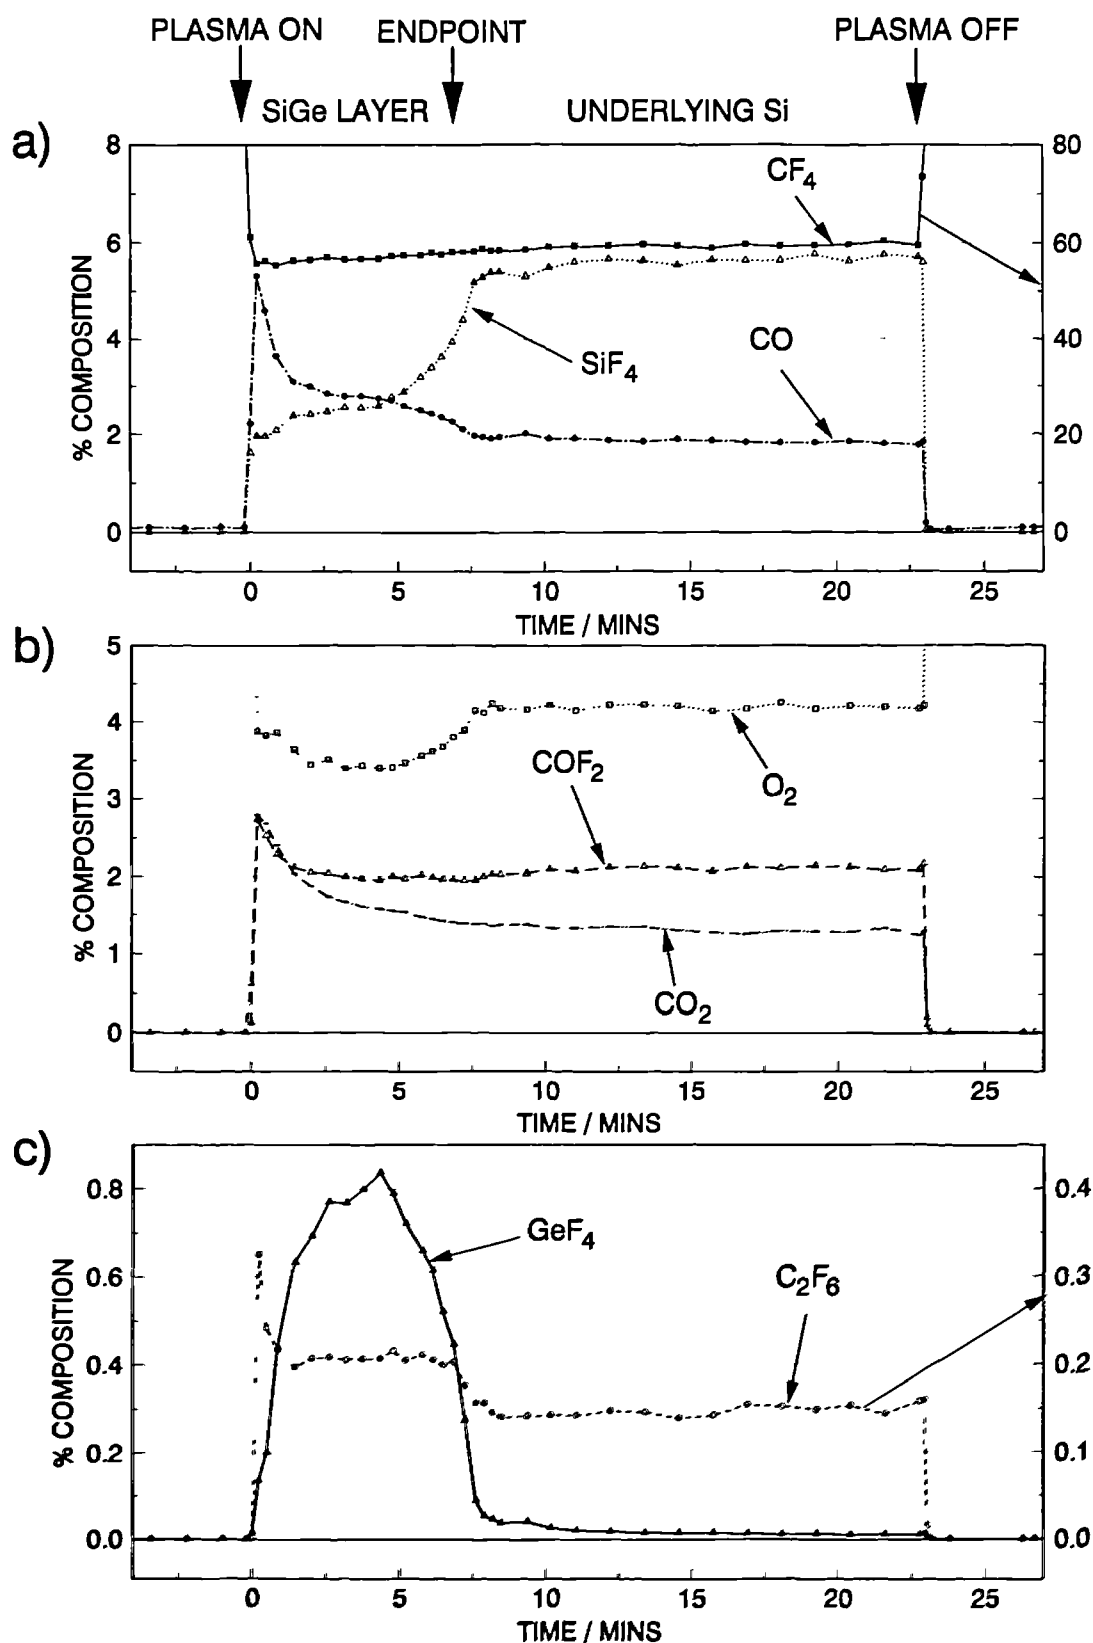 PLASMA ON ENDPOINT PLASMA OFF
SiGe LAYER UNDERLYING Si
a)
8 80
CF4
6 60
% COMPOSITION
4 40
CO
SiF4
2 20
0 0
0 5 10 15 20 25
TIME / MINS
b)
5
4
COF2
O2
3
% COMPOSITION
2
1
CO2
0
0 5 10 15 20 25
TIME / MINS
c)
0.8 0.4
GeF4
0.6 C2F6 0.3
% COMPOSITION
0.4 0.2
0.2 0.1
0.0 0.0
0 5 10 15 20 25
TIME / MINS